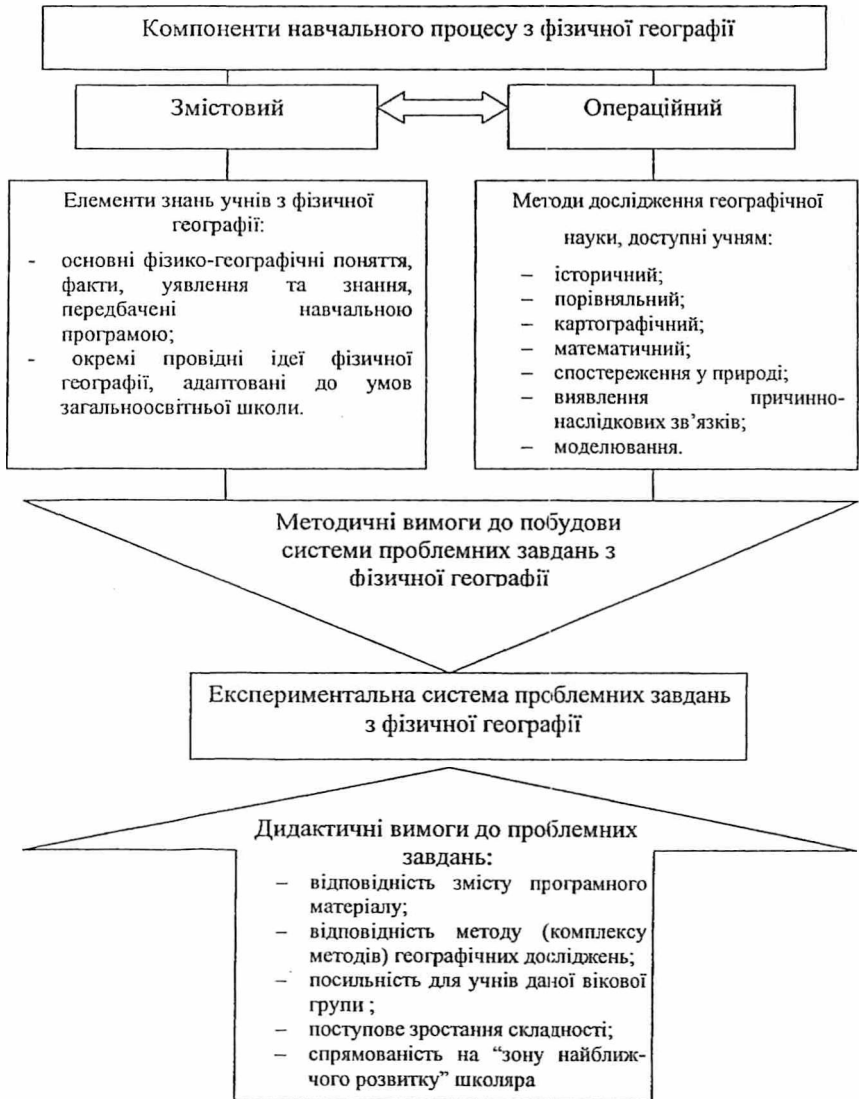 Компоненти навчального процесу з фізичної географії
Змістовий
Операційний
Елементи знань учнів з фізичної
географії:
- основні фізико-географічні поняття,
факти, уявлення та знання,
передбачені навчальною
програмою;
- окремі провідні ідеї фізичної
географії, адаптовані до умов
загальноосвітньої школи.
Методи дослідження географічної
науки, доступні учням:
– історичний;
– порівняльний;
– картографічний;
– математичний;
– спостереження у природі;
– виявлення причинно-
наслідкових зв’язків;
– моделювання.
Методичні вимоги до побудови
системи проблемних завдань з
фізичної географії
Експериментальна система проблемних завдань
з фізичної географії
Дидактичні вимоги до проблемних
завдань:
– відповідність змісту програмного
матеріалу;
– відповідність методу (комплексу
методів) географічних досліджень;
– посильність для учнів даної вікової
групи ;
– поступове зростання складності;
– спрямованість на “зону найближ-
чого розвитку” школяра